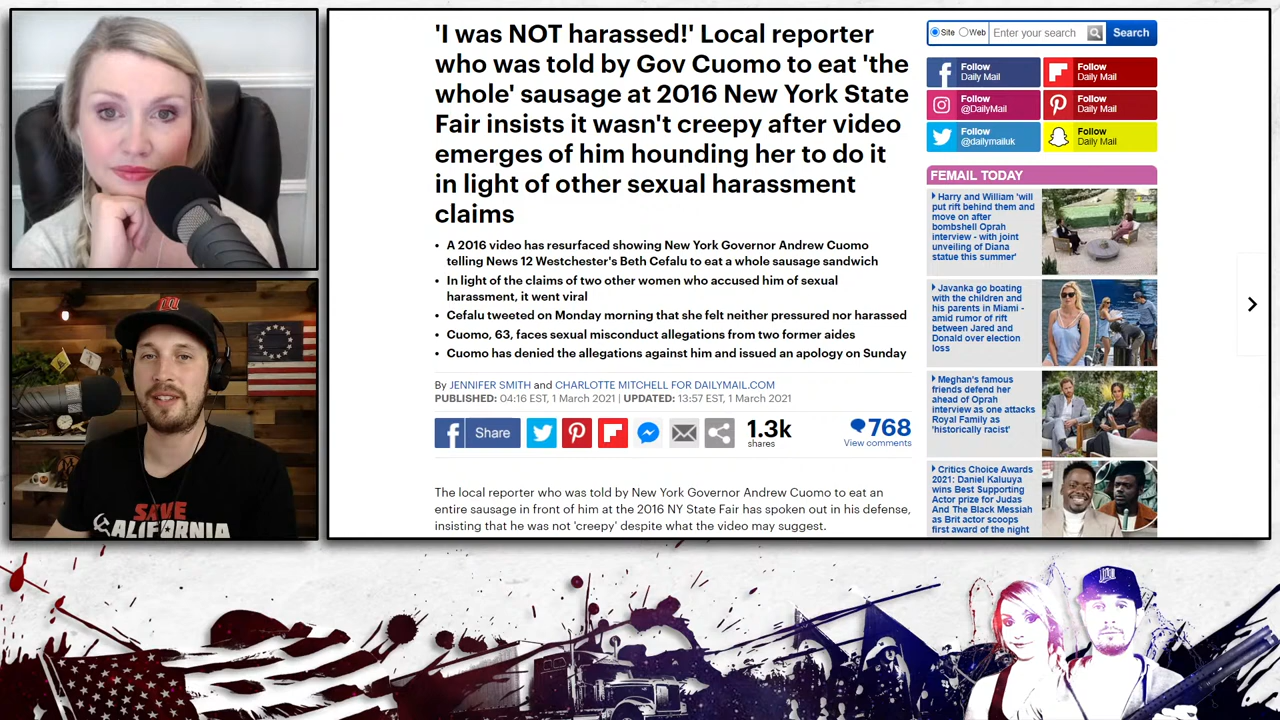 'I was NOT harassed!' Local reporter
who was told by Gov Cuomo to eat 'the
whole' sausage at 2016 New York State
Fair insists it wasn't creepy after video
emerges of him hounding her to do it
in light of other sexual harassment
claims
• A 2016 video has resurfaced showing New York Governor Andrew Cuomo
telling News 12 Westchester's Beth Cefalu to eat a whole sausage sandwich
• In light of the claims of two other women who accused him of sexual
harassment, it went viral
• Cefalu tweeted on Monday morning that she felt neither pressured nor harassed
• Cuomo, 63, faces sexual misconduct allegations from two former aides
• Cuomo has denied the allegations against him and issued an apology on Sunday
By JENNIFER SMITH and CHARLOTTE MITCHELL FOR DAILYMAIL.COM
PUBLISHED: 04:16 EST, 1 March 2021 | UPDATED: 13:57 EST, 1 March 2021
Share
1.3k
shares
768
View comments
The local reporter who was told by New York Governor Andrew Cuomo to eat an
entire sausage in front of him at the 2016 NY State Fair has spoken out in his defense,
insisting that he was not 'creepy' despite what the video may suggest.
Site Web Enter your search Search
Follow
Daily Mail
Follow
Daily Mail
Follow
@DailyMail
Follow
Daily Mail
Follow
@dailymailuk
Follow
Daily Mail
FEMAIL TODAY
Harry and William 'will
put rift behind them and
move on after
bombshell Oprah
interview - with joint
unveiling of Diana
statue this summer'
Javanka go boating
with the children and
his parents in Miami -
amid rumor of rift
between Jared and
Donald over election
loss
Meghan's famous
friends defend her
ahead of Oprah
interview as one attacks
Royal Family as
'historically racist'
Critics Choice Awards
2021: Daniel Kaluuya
wins Best Supporting
Actor prize for Judas
And The Black Messiah
as Brit actor scoops
first award of the night
SAVE
CALIFORNIA